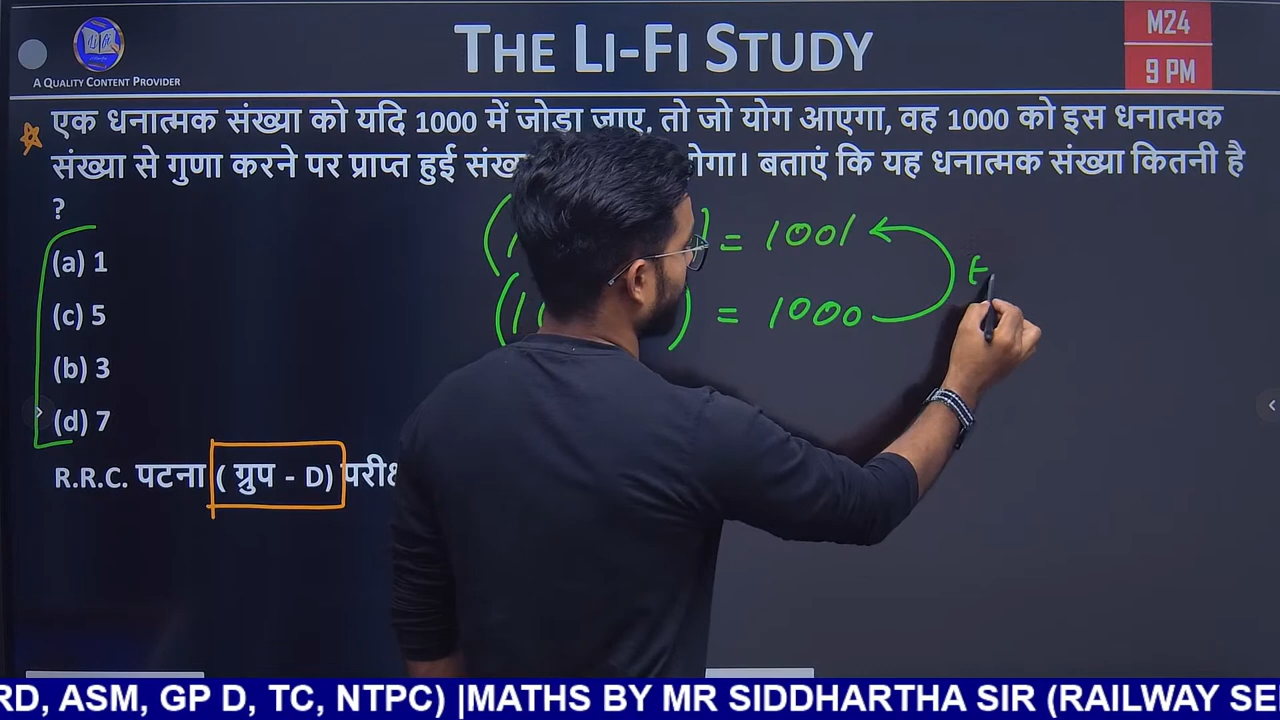 THE LI-FI STUDY
A QUALITY CONTENT PROVIDER
M24
9 PM
एक धनात्मक संख्या को यदि 1000 में जोड़ा जाए, तो जो योग आएगा, वह 1000 को इस धनात्मक
संख्या से गुणा करने पर प्राप्त हुई बताएं कि यह धनात्मक संख्या कितनी है
?
(a) 1
(c) 5
(b) 3
(d) 7
= 1001
= 1000
R.R.C. पटना ( ग्रुप - D)
RD, ASM, GP D, TC, NTPC) |MATHS BY MR SIDDHARTHA SIR (RAILWAY